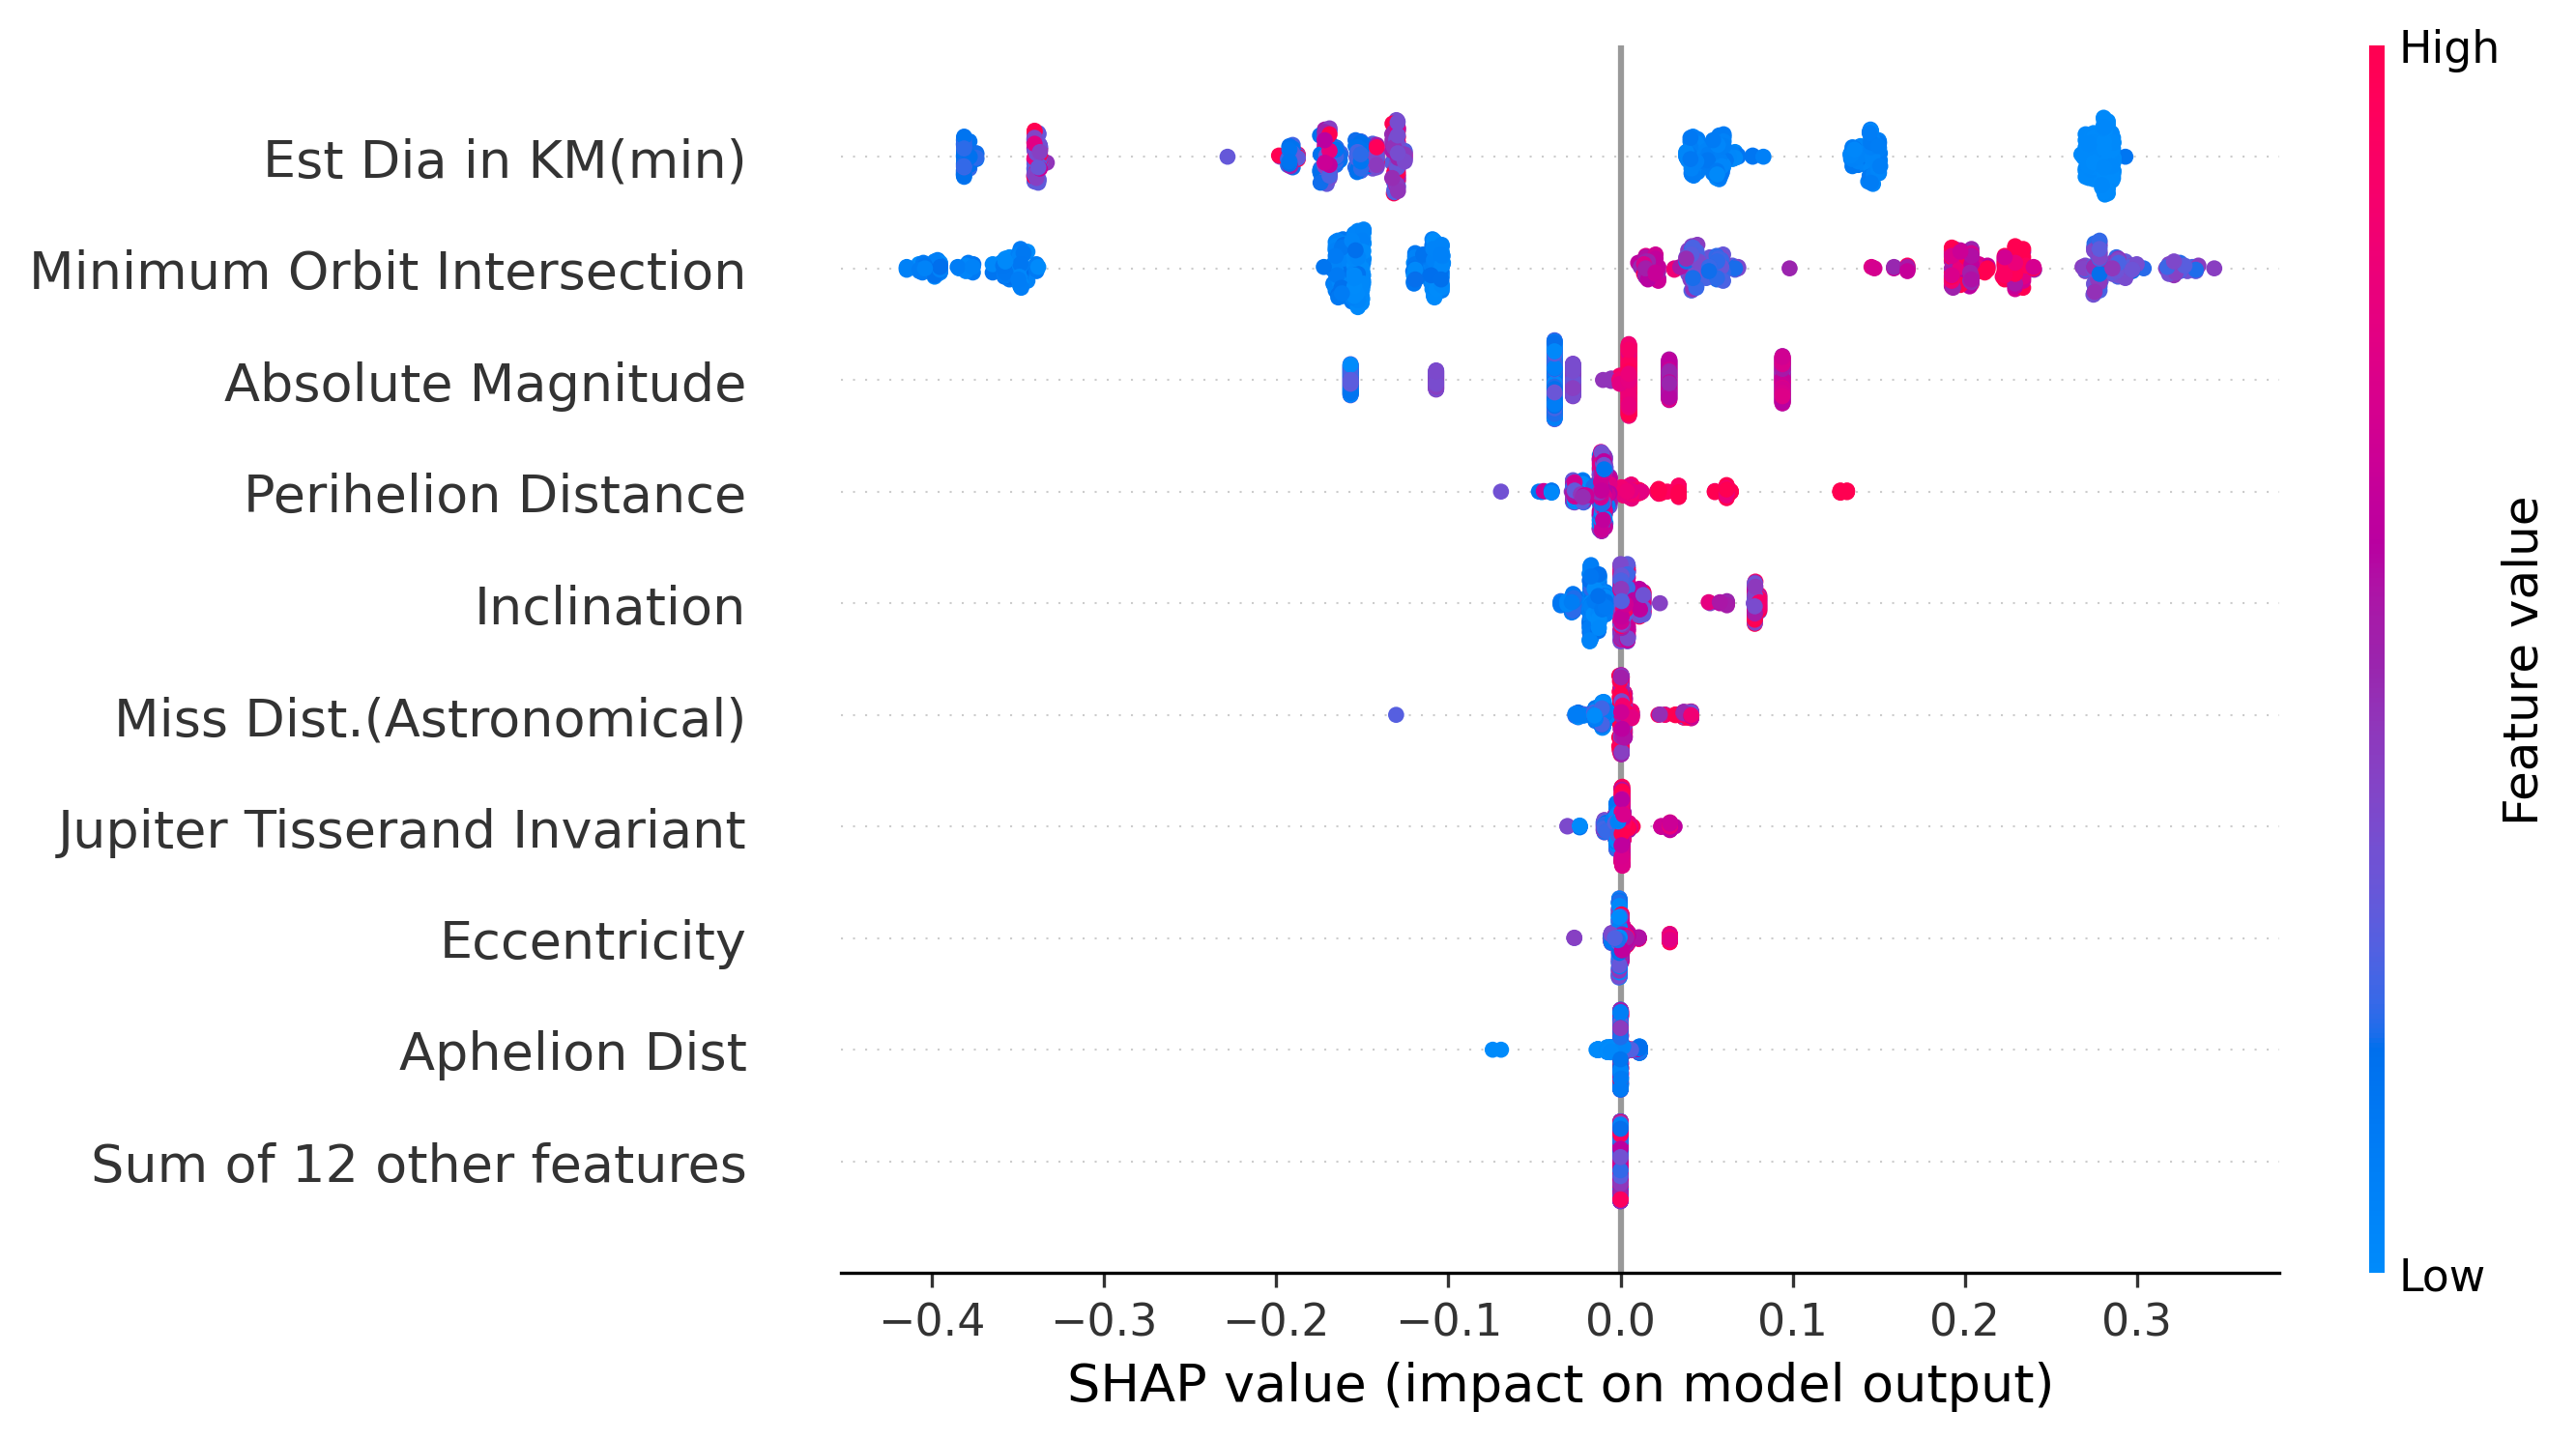 High
Est Dia in KM(min)
Minimum Orbit Intersection
Absolute Magnitude
Perihelion Distance
Inclination
Miss Dist.(Astronomical)
Jupiter Tisserand Invariant
Eccentricity
Aphelion Dist
Sum of 12 other features
Feature value
Low
−0.4 −0.3 −0.2 −0.1 0.0 0.1 0.2 0.3
SHAP value (impact on model output)